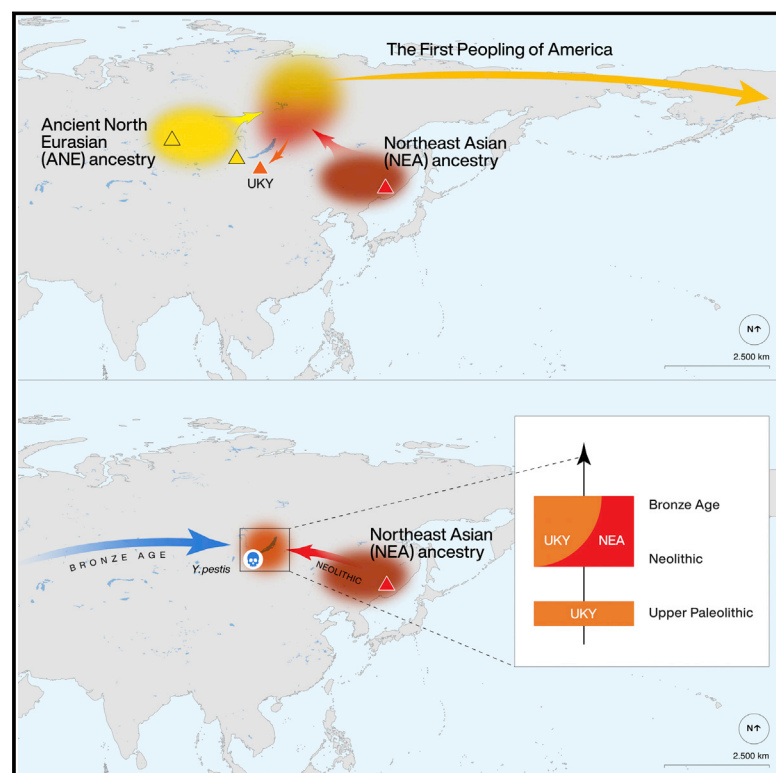 The First Peopling of America
Ancient North
Eurasian
(ANE) ancestry
Northeast Asian
(NEA) ancestry
UKY
N↑
2.500 km
BRONZE AGE
Y. pestis
Northeast Asian
(NEA) ancestry
NEOLITHIC
Bronze Age
UKY
NEA
Neolithic
UKY
Upper Paleolithic
N↑
2.500 km